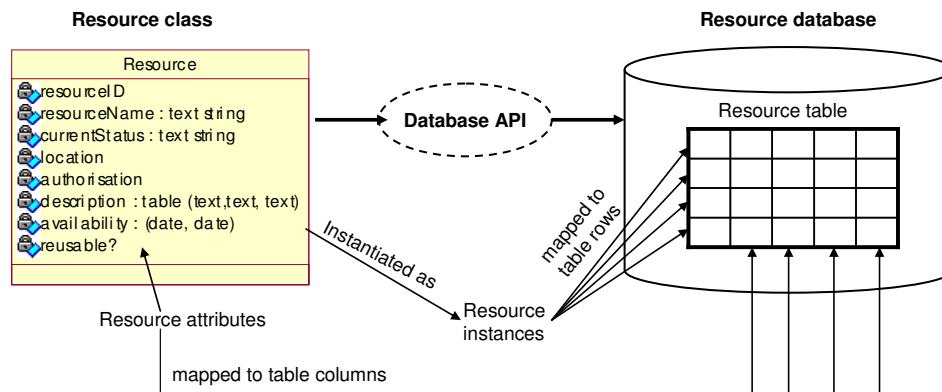 Resource class
Resource database
Resource
resourceID
resourceName : text string
currentStatus : text string
location
authorisation
description : table (text,text, text)
availability : (date, date)
reusable?
Database API
Resource table
Instantiated as
mapped to
table rows
Resource
instances
Resource attributes
mapped to table columns